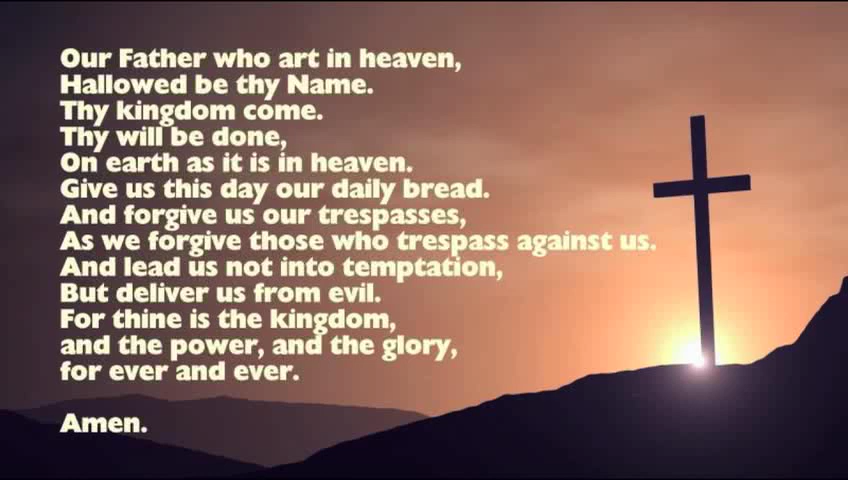 Our Father who art in heaven,
Hallowed be thy Name.
Thy kingdom come.
Thy will be done,
On earth as it is in heaven.
Give us this day our daily bread.
And forgive us our trespasses,
As we forgive those who trespass against us.
And lead us not into temptation,
But deliver us from evil.
For thine is the kingdom,
and the power, and the glory,
for ever and ever.
Amen.